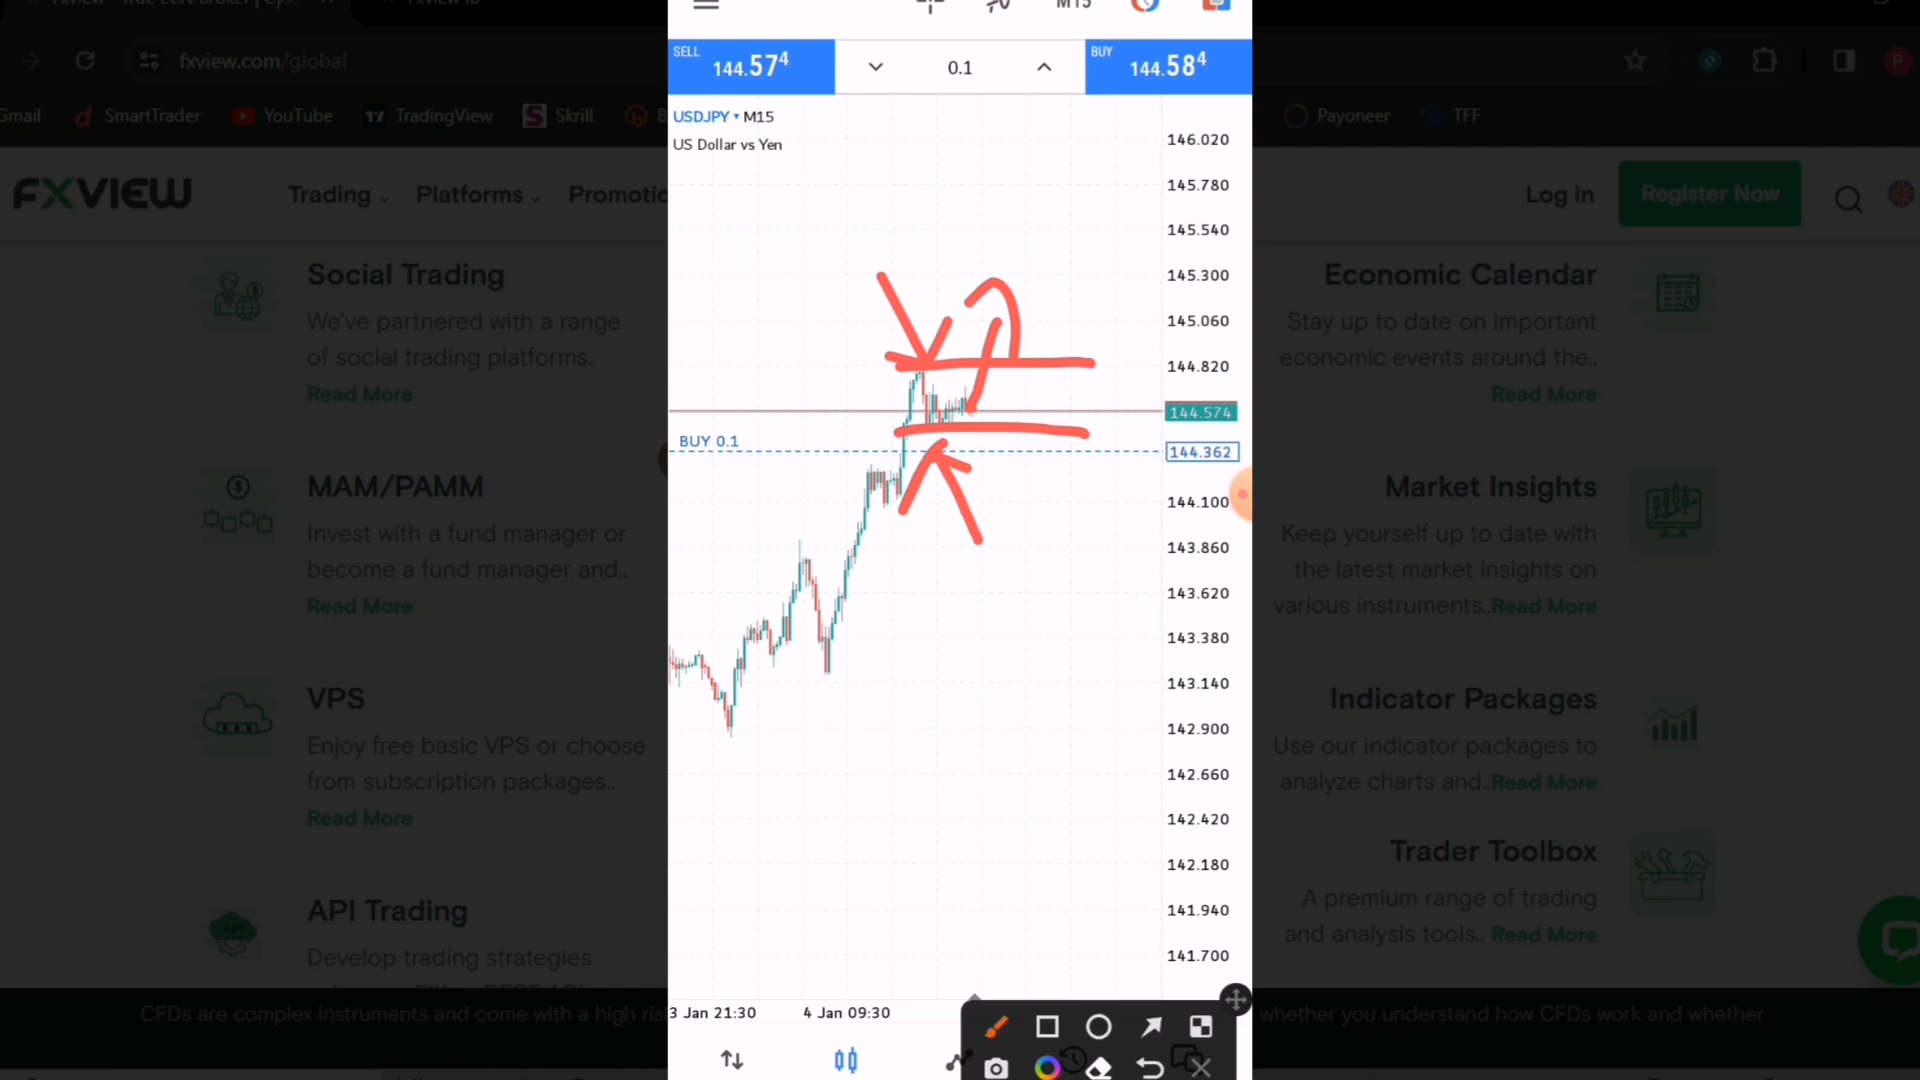 fxview.com/global
Gmail
SmartTrader
YouTube
TradingView
Skrill
Payoneer
TFF
FXVIEW
Trading
Platforms
Log in
Register Now
Social Trading
We've partnered with a range
of social trading platforms..
Read More
MAM/PAMM
Invest with a fund manager or
become a fund manager and..
Read More
VPS
Enjoy free basic VPS or choose
from subscription packages..
Read More
API Trading
Develop trading strategies
M15
SELL
144.574
0.1
BUY
144.584
USDJPY M15
US Dollar vs Yen
146.020
145.780
145.540
145.300
145.060
144.820
144.574
BUY 0.1
144.362
144.100
143.860
143.620
143.380
143.140
142.900
142.660
142.420
142.180
141.940
141.700
3 Jan 21:30
4 Jan 09:30
Economic Calendar
Stay up to date on important
economic events around the..
Read More
Market Insights
Keep yourself up to date with
the latest market insights on
various instruments..Read More
Indicator Packages
Use our indicator packages to
analyze charts and..Read More
Trader Toolbox
A premium range of trading
and analysis tools.. Read More
CFDs are complex instruments and come with a high
whether you understand how CFDs work and whether